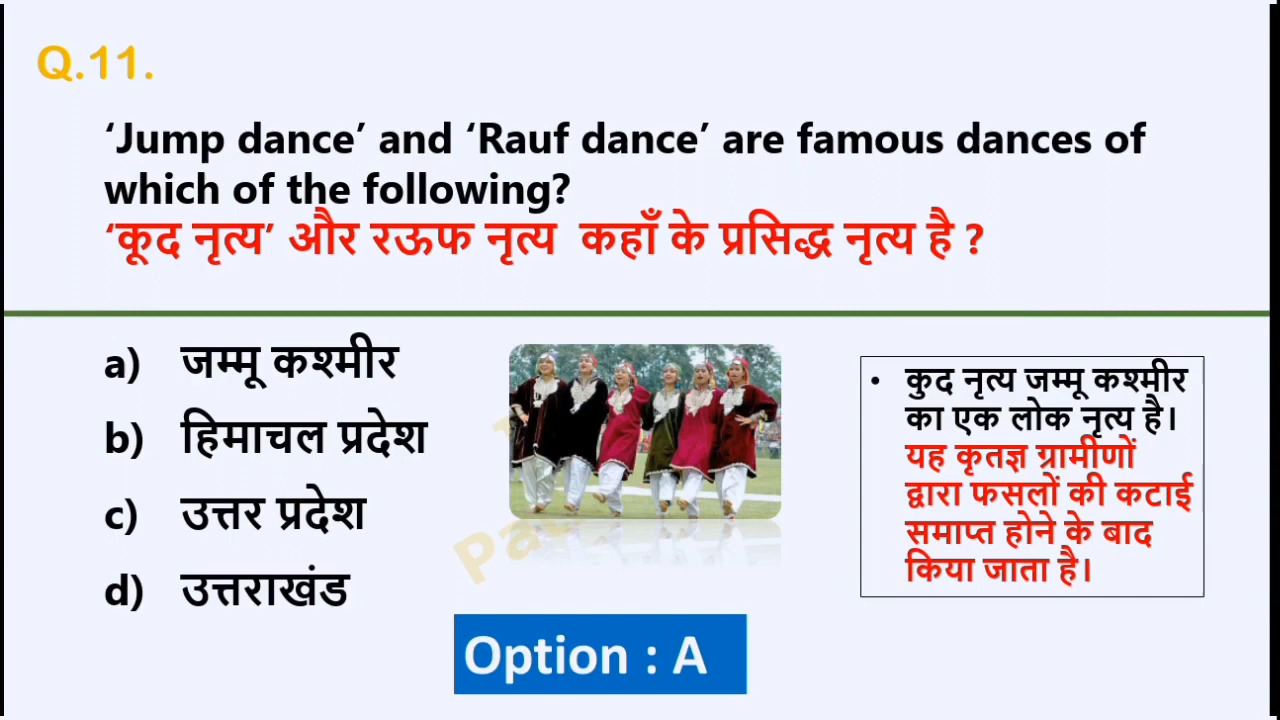 Q.11.
‘Jump dance’ and ‘Rauf dance’ are famous dances of
which of the following?
‘कूद नृत्य’ और रऊफ नृत्य कहाँ के प्रसिद्ध नृत्य है ?
a) जम्मू कश्मीर
b) हिमाचल प्रदेश
c) उत्तर प्रदेश
d) उत्तराखंड
• कुद नृत्य जम्मू कश्मीर
का एक लोक नृत्य है।
यह कृतज्ञ ग्रामीणों
द्वारा फसलों की कटाई
समाप्त होने के बाद
किया जाता है।
Option : A